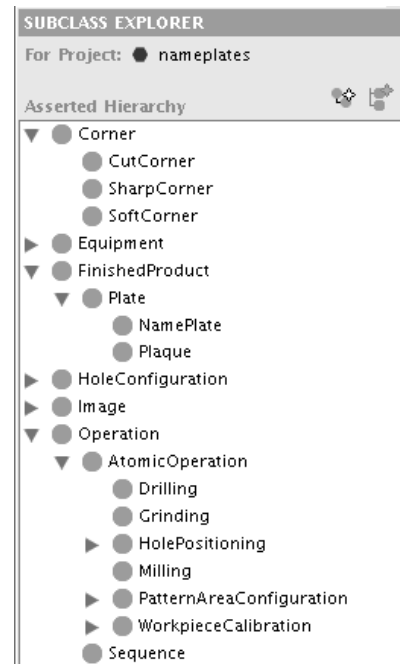 SUBCLASS EXPLORER
For Project: nameplates
Asserted Hierarchy
Corner
CutCorner
SharpCorner
SoftCorner
Equipment
FinishedProduct
Plate
NamePlate
Plaque
HoleConfiguration
Image
Operation
AtomicOperation
Drilling
Grinding
HolePositioning
Milling
PatternAreaConfiguration
WorkpieceCalibration
Sequence